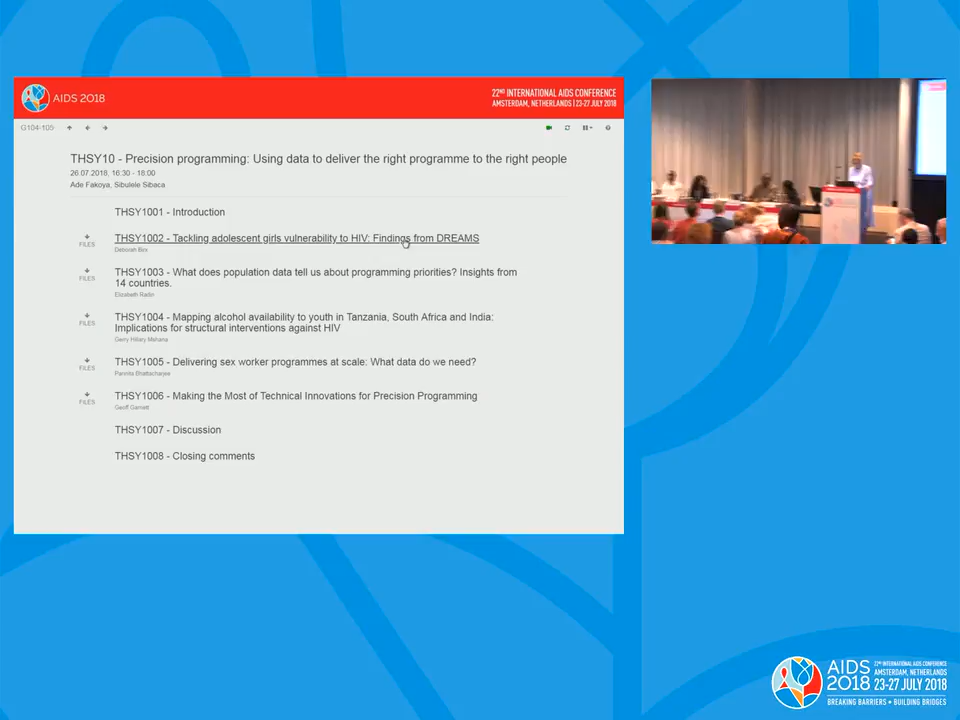 AIDS 2018
22ND INTERNATIONAL AIDS CONFERENCE
AMSTERDAM, NETHERLANDS | 23-27 JULY 2018
G104-105
THSY10 - Precision programming: Using data to deliver the right programme to the right people
26.07.2018, 16:30 - 18:00
Ade Fakoya, Sibulele Sibaca
THSY1001 - Introduction
FILES
THSY1002 - Tackling adolescent girls vulnerability to HIV: Findings from DREAMS
Deborah Birx
FILES
THSY1003 - What does population data tell us about programming priorities? Insights from
14 countries.
Elizabeth Radin
FILES
THSY1004 - Mapping alcohol availability to youth in Tanzania, South Africa and India:
Implications for structural interventions against HIV
Gerry Hillary Mshana
FILES
THSY1005 - Delivering sex worker programmes at scale: What data do we need?
Parinita Bhattacharjee
FILES
THSY1006 - Making the Most of Technical Innovations for Precision Programming
Geoff Garnett
THSY1007 - Discussion
THSY1008 - Closing comments
AIDS
2018
22ND INTERNATIONAL AIDS CONFERENCE
AMSTERDAM, NETHERLANDS
23-27 JULY 2018
BREAKING BARRIERS • BUILDING BRIDGES